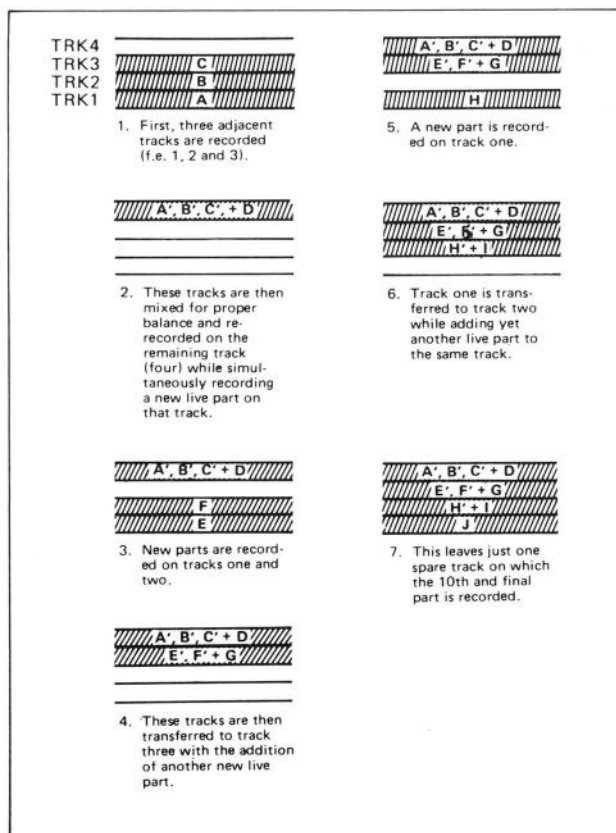 TRK4
TRK3 C
TRK2 B
TRK1 A
1. First, three adjacent
tracks are recorded
(f.e. 1, 2 and 3).
A', B', C', + D
2. These tracks are then
mixed for proper
balance and re-
recorded on the
remaining track
(four) while simul-
taneously recording
a new live part on
that track.
A', B', C' + D
F
E
3. New parts are record-
ed on tracks one and
two.
A', B', C' + D
E', F' + G
4. These tracks are then
transferred to track
three with the addition
of another new live
part.
A', B', C' + D
E', F' + G
H
5. A new part is record-
ed on track one.
A', B', C' + D
E', F' + G
H' + I
6. Track one is trans-
ferred to track two
while adding yet
another live part to
the same track.
A', B', C' + D
E', F' + G
H' + I
J
7. This leaves just one
spare track on which
the 10th and final
part is recorded.